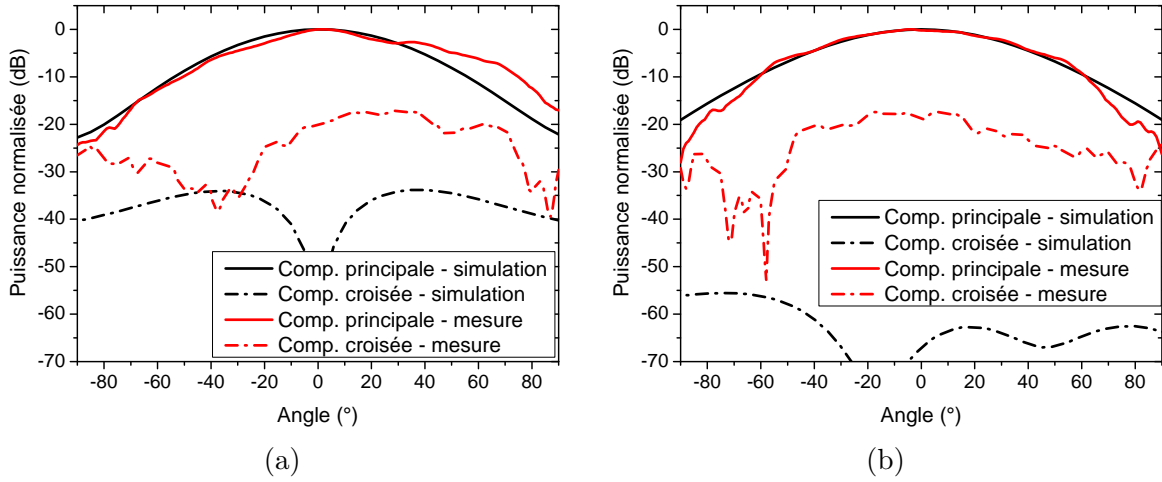 0
-10
-20
-30
-40
-50
-60
-70
-80 -60 -40 -20 0 20 40 60 80
Puissance normalisée (dB)
Angle (°)
Comp. principale - simulation
Comp. croisée - simulation
Comp. principale - mesure
Comp. croisée - mesure
(a)
0
-10
-20
-30
-40
-50
-60
-70
-80 -60 -40 -20 0 20 40 60 80
Puissance normalisée (dB)
Angle (°)
Comp. principale - simulation
Comp. croisée - simulation
Comp. principale - mesure
Comp. croisée - mesure
(b)